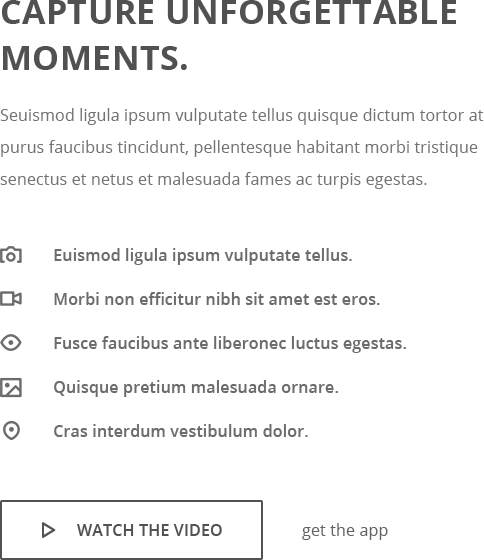 CAPTURE UNFORGETTABLE
MOMENTS.
Seuismod ligula ipsum vulputate tellus quisque dictum tortor at
purus faucibus tincidunt, pellentesque habitant morbi tristique
senectus et netus et malesuada fames ac turpis egestas.
Euismod ligula ipsum vulputate tellus.
Morbi non efficitur nibh sit amet est eros.
Fusce faucibus ante liberonec luctus egestas.
Quisque pretium malesuada ornare.
Cras interdum vestibulum dolor.
WATCH THE VIDEO
get the app